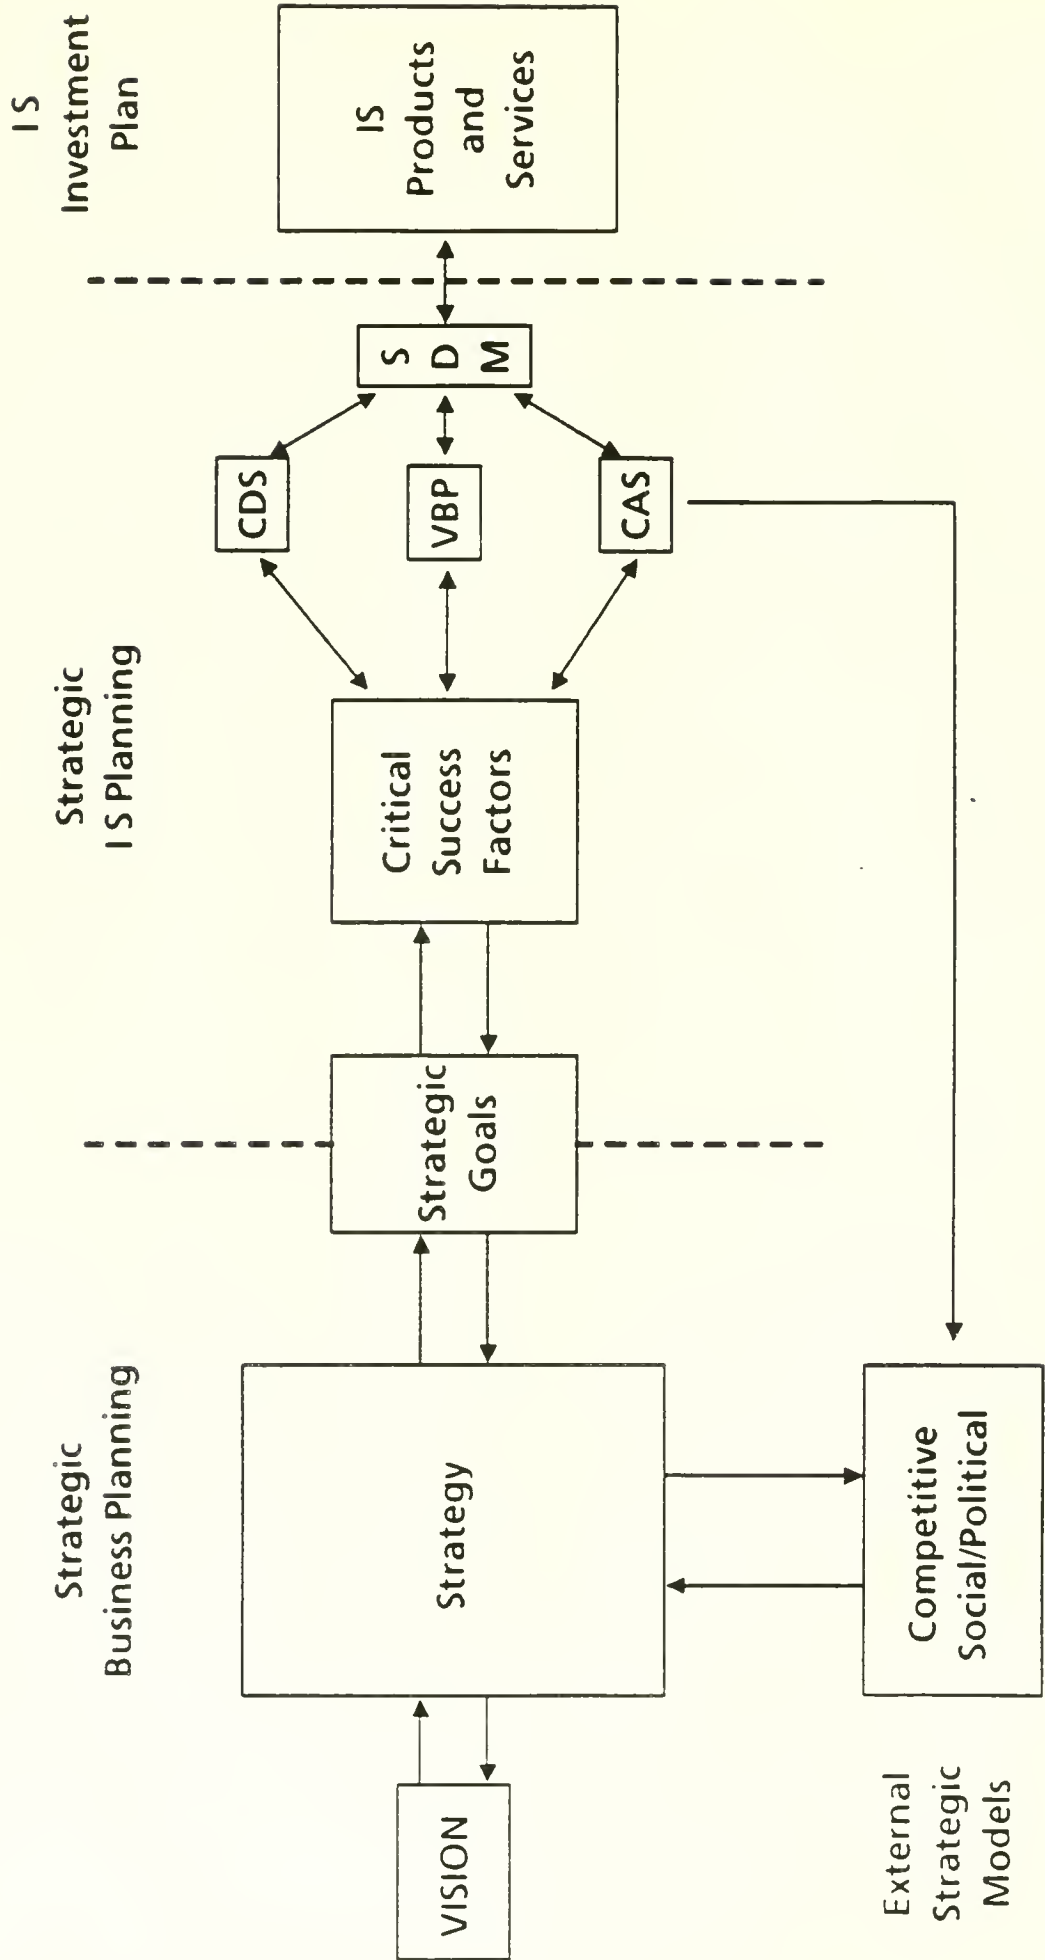 Strategic
Business Planning
Strategic
I S Planning
I S
Investment
Plan
VISION
Strategy
Strategic
Goals
Critical
Success
Factors
CDS
VBP
CAS
S
D
M
IS
Products
and
Services
External
Strategic
Models
Competitive
Social/Political